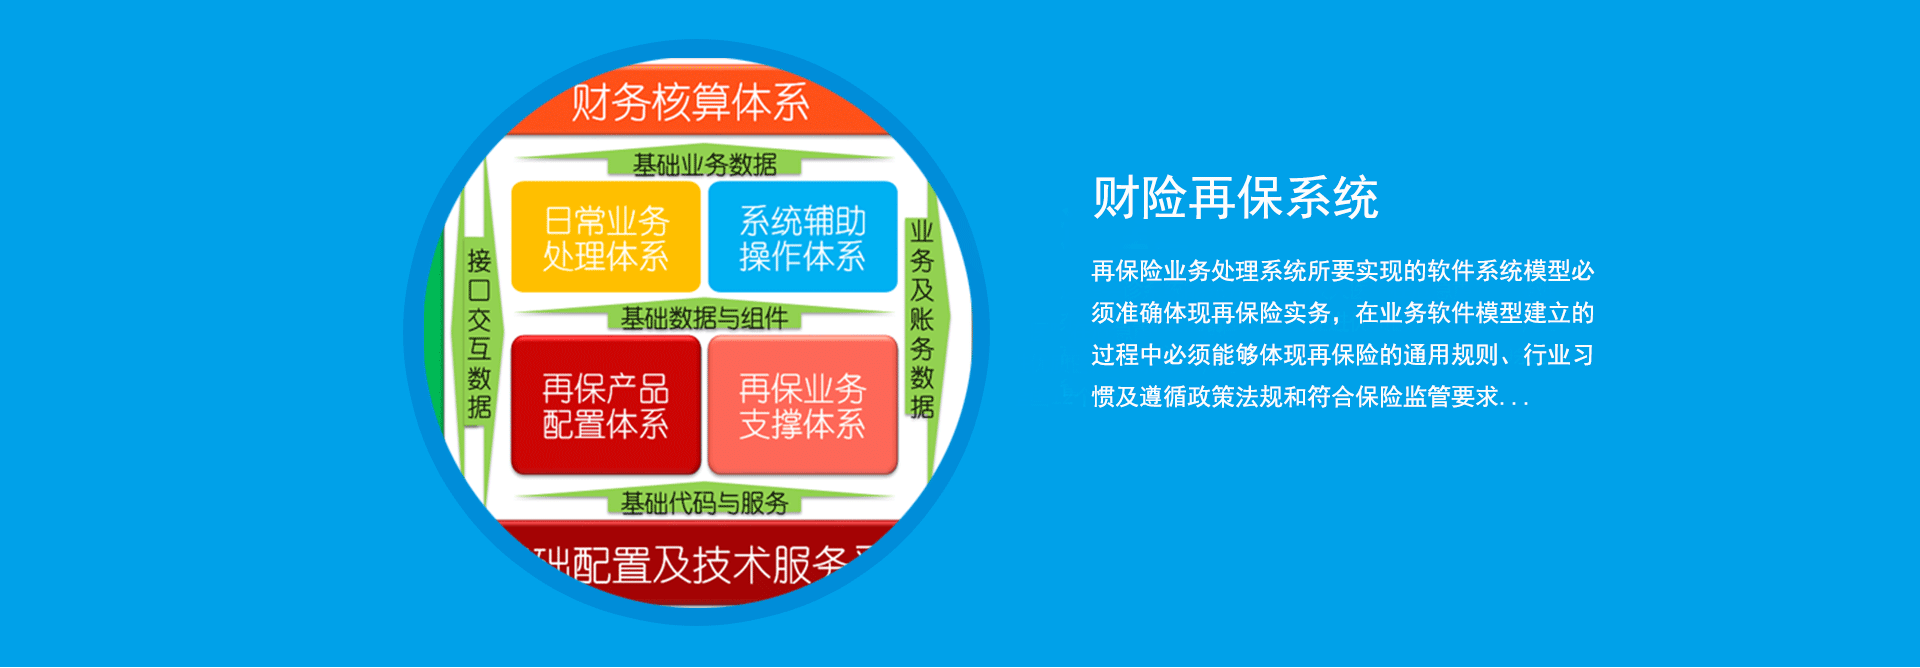 财务核算体系
基础业务数据
日常业务
处理体系
系统辅助
操作体系
接口交互数据
业务及账务数据
基础数据与组件
再保产品
配置体系
再保业务
支撑体系
基础代码与服务
础配置及技术服务
财险再保系统
再保险业务处理系统所要实现的软件系统模型必
须准确体现再保险实务，在业务软件模型建立的
过程中必须能够体现再保险的通用规则、行业习
惯及遵循政策法规和符合保险监管要求...